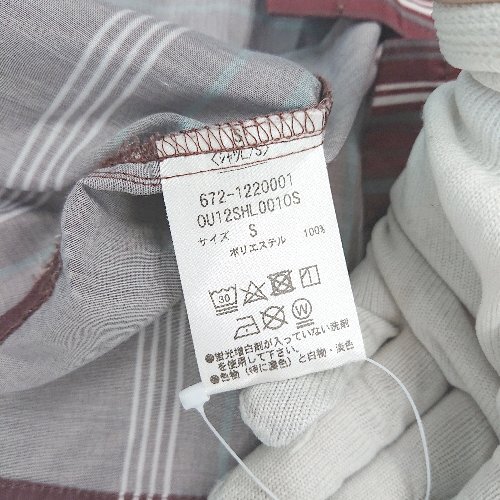 S
672-1220001
OU12SHL0010S
サイズ S
ポリエステル 100%
30
W
●蛍光増白剤が入っていない洗剤
を使用して下さい。
●色物(特に濃色)と白物・淡色